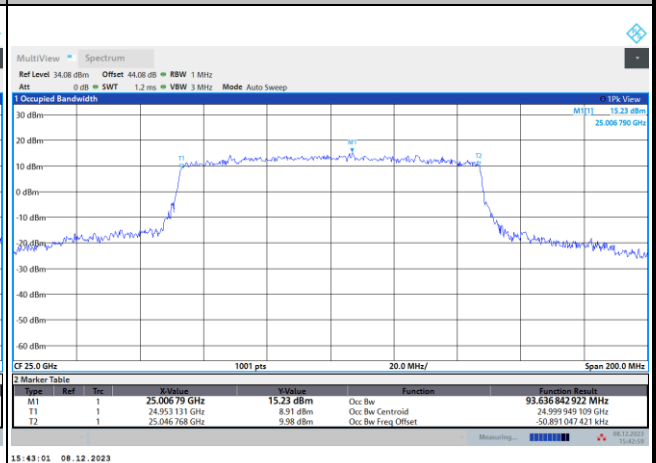 MultiView Spectrum
Ref Level 34.08 dBm Offset 44.08 dB RBW 1 MHz
Att 0 dB SWT 1.2 ms VBW 3 MHz Mode Auto Sweep
1 Occupied Bandwidth 1Pk View
M1[1] 15.23 dBm
25.006 790 GHz
30 dBm
20 dBm
M1
T1
T2
10 dBm
0 dBm
-10 dBm
-20 dBm
-30 dBm
-50 dBm
-60 dBm
CF 25.0 GHz 1001 pts 20.0 MHz/ Span 200.0 MHz
2 Marker Table
Type Ref Trc X-Value Y-Value Function Function Result
M1 1 25.006 79 GHz 15.23 dBm Occ Bw 93.636 842 922 MHz
T1 1 24.953 131 GHz 8.91 dBm Occ Bw Centroid 24.999 949 109 GHz
T2 1 25.046 768 GHz 9.98 dBm Occ Bw Freq Offset -50.891 047 421 kHz
Measuring... 08.12.2023
15:42:59
15:43:01 08.12.2023